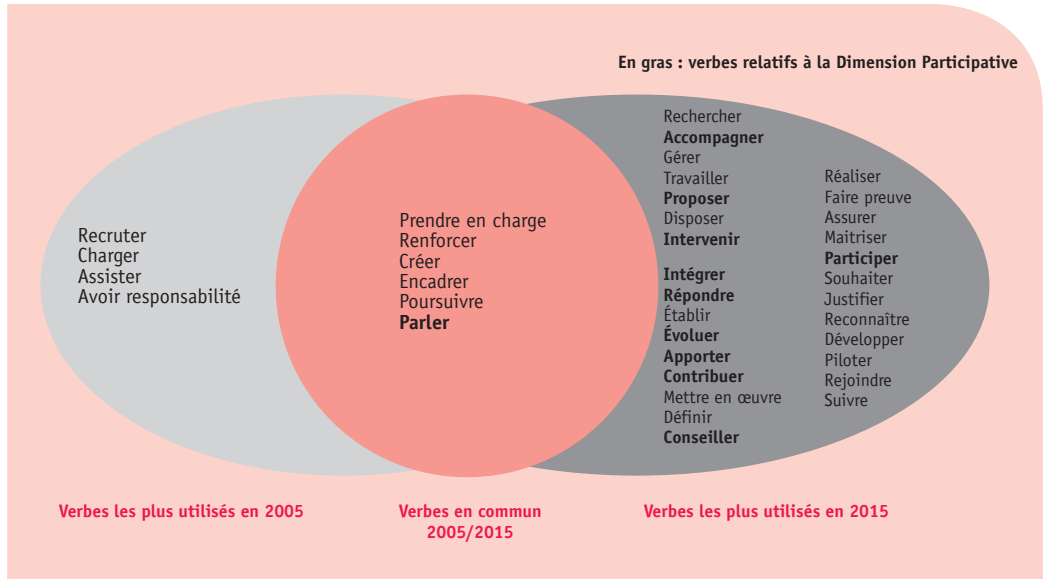 En gras : verbes relatifs à la Dimension Participative
Recruter
Charger
Assister
Avoir responsabilité
Prendre en charge
Renforcer
Créer
Encadrer
Poursuivre
Parler
Rechercher
Accompagner
Gérer
Travailler
Proposer
Disposer
Intervenir
Intégrer
Répondre
Établir
Évoluer
Apporter
Contribuer
Mettre en œuvre
Définir
Conseiller
Réaliser
Faire preuve
Assurer
Maitriser
Participer
Souhaiter
Justifier
Reconnaître
Développer
Piloter
Rejoindre
Suivre
Verbes les plus utilisés en 2005
Verbes en commun
2005/2015
Verbes les plus utilisés en 2015